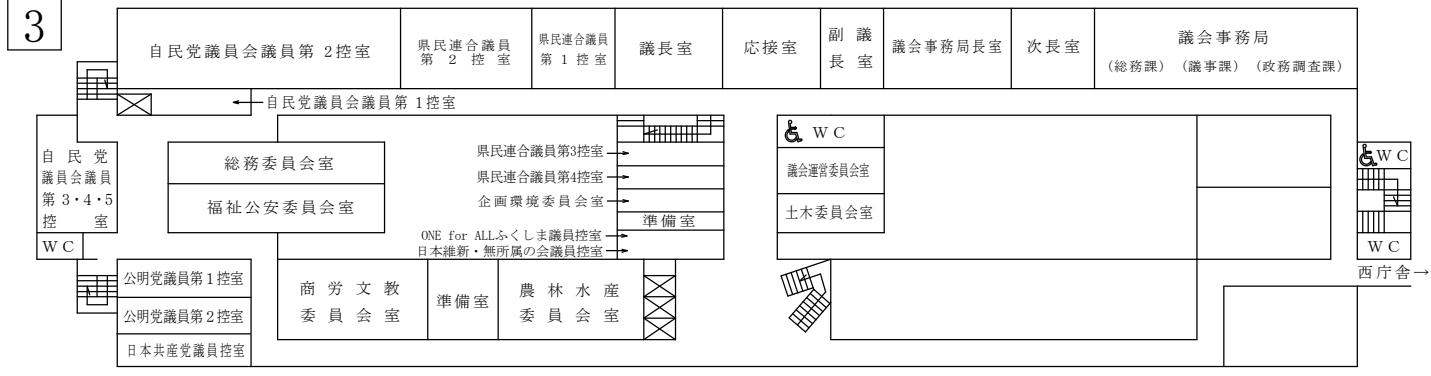 3
自民党議員会議員第 2控室
県民連合議員
第 2 控 室
県民連合議員
第 1 控 室
議長室
応接室
副 議
長 室
議会事務局長室
次長室
議会事務局
(総務課) (議事課) (政務調査課)
自民党議員会議員第 1控室
自 民 党
議員会議員
第 3・4・5
控 室
WC
総務委員会室
福祉公安委員会室
県民連合議員第3控室
県民連合議員第4控室
企画環境委員会室
準備室
ONE for ALLふくしま議員控室
日本維新・無所属の会議員控室
WC
議会運営委員会室
土木委員会室
WC
WC
西庁舎→
公明党議員第1控室
公明党議員第2控室
日本共産党議員控室
商 労 文 教
委 員 会 室
準備室
農 林 水 産
委 員 会 室